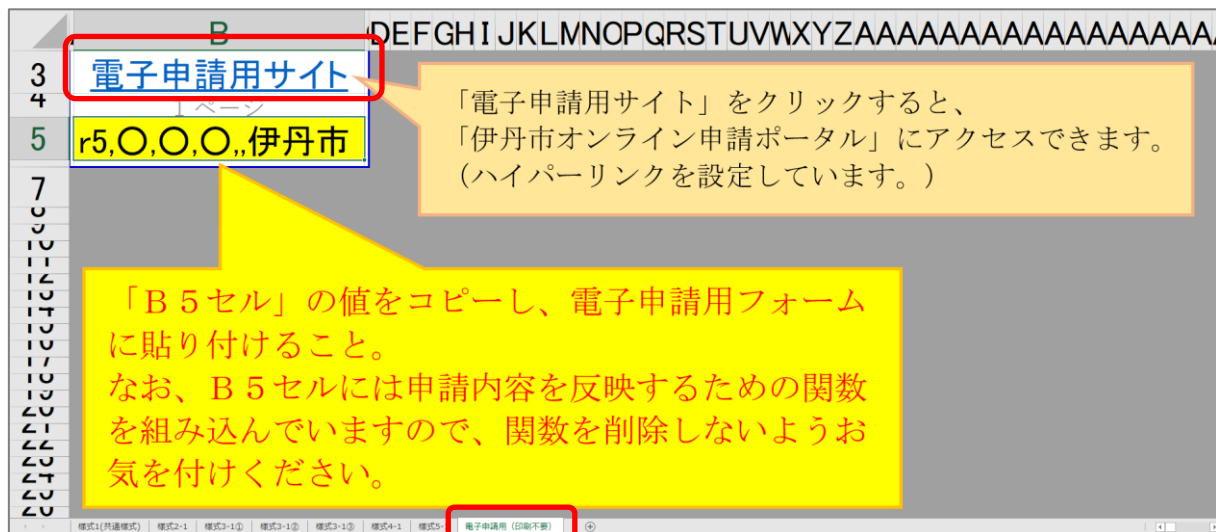 B DEFGHIJKLMNOPQRSTUVWXYZAAAAAAAAAAAAAAAAA
3 電子申請用サイト
4 1 ページ
5 r5,〇,〇,〇,,伊丹市
7
「電子申請用サイト」をクリックすると、
「伊丹市オンライン申請ポータル」にアクセスできます。
(ハイパーリンクを設定しています。)
「B5セル」の値をコピーし、電子申請用フォーム
に貼り付けること。
なお、B5セルには申請内容を反映するための関数
を組み込んでいますので、関数を削除しないようお
気を付けください。
様式1(共通様式) 様式2-1 様式3-1① 様式3-1② 様式3-1③ 様式4-1 様式5- 電子申請用(印刷不要)